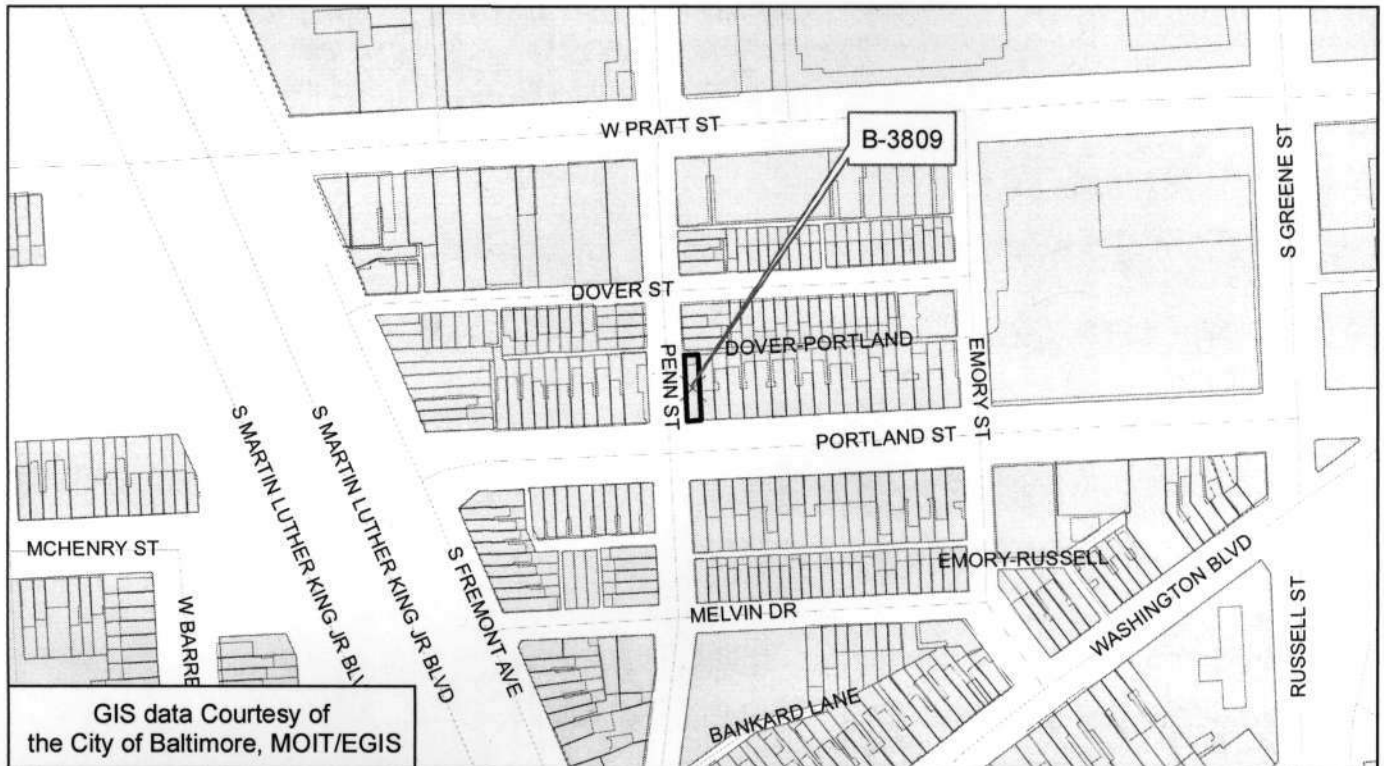 W PRATT ST
B-3809
S GREENE ST
DOVER ST
PENN ST
DOVER-PORTLAND
EMORY ST
PORTLAND ST
S MARTIN LUTHER KING JR BLVD
S MARTIN LUTHER KING JR BLV
MCHENRY ST
S FREMONT AVE
EMORY-RUSSELL
WASHINGTON BLVD
W BARRE
MELVIN DR
RUSSELL ST
BANKARD LANE
GIS data Courtesy of
the City of Baltimore, MOIT/EGIS